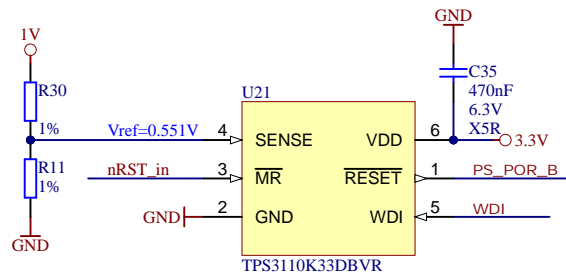 GND
1V
C35
470nF
6.3V
X5R
U21
R30
1%
Vref=0.551V
4 SENSE VDD 6
3.3V
R11
1%
nRST_in
3 MR RESET 1
PS_POR_B
GND
2 GND WDI 5
WDI
GND
TPS3110K33DBVR